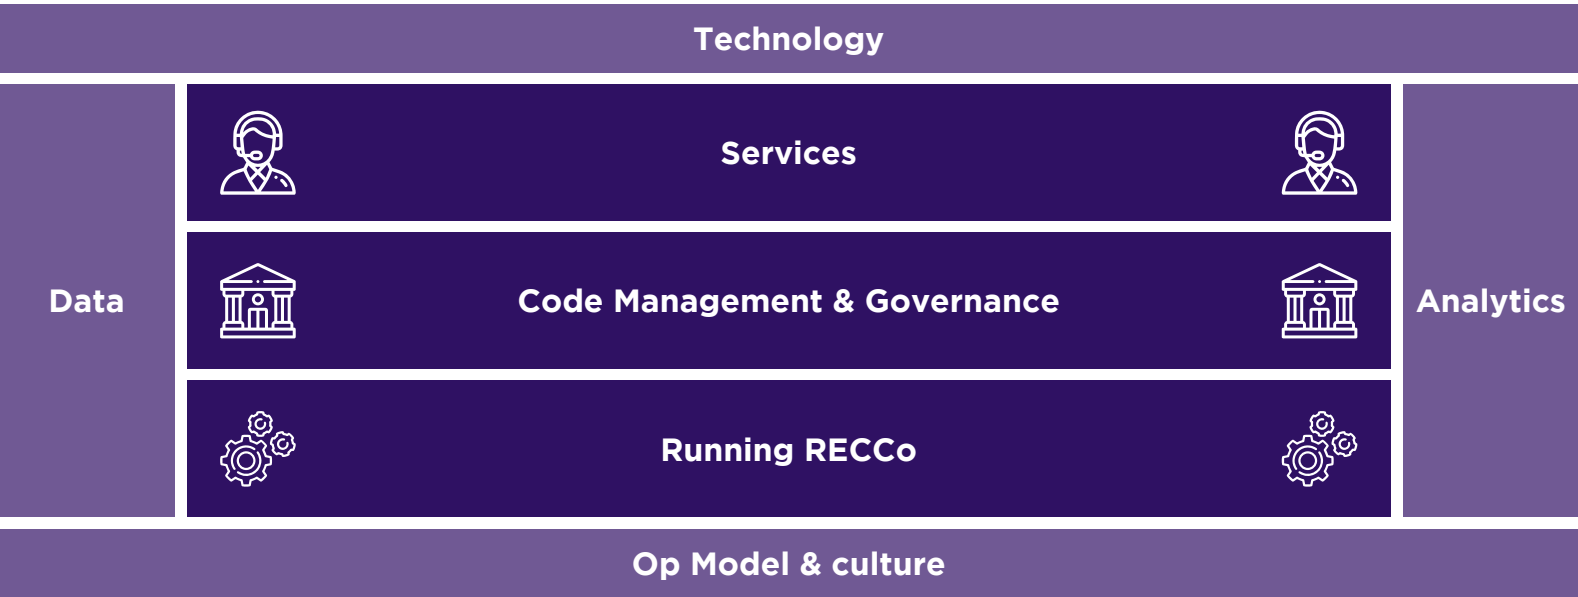 Technology
Services
Data
Code Management & Governance
Analytics
Running RECCo
Op Model & culture